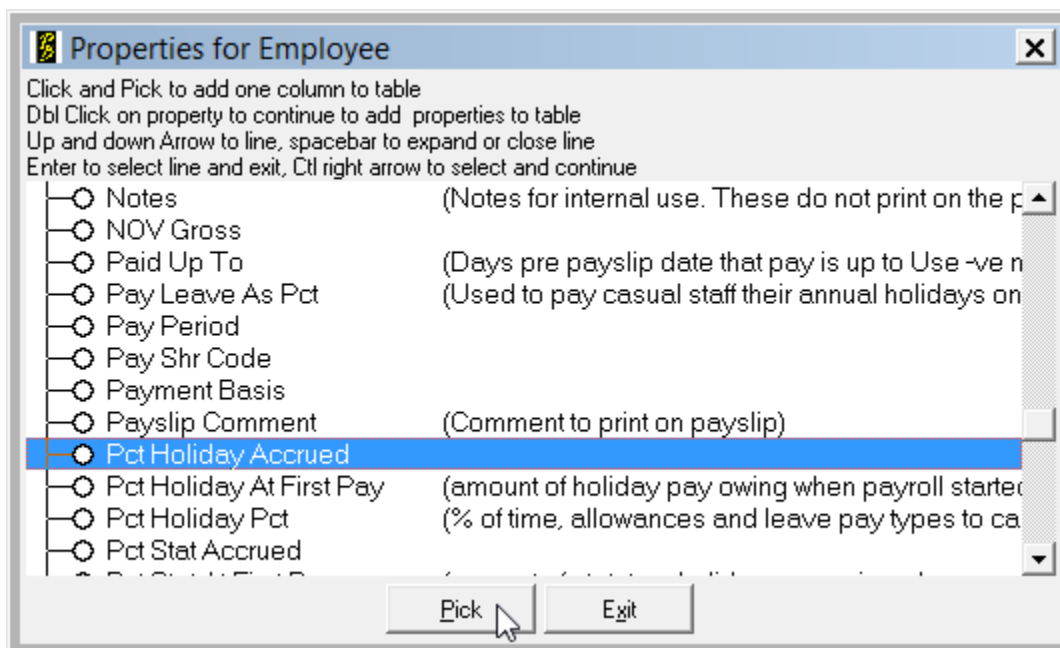 Properties for Employee
Click and Pick to add one column to table
Dbl Click on property to continue to add properties to table
Up and down Arrow to line, spacebar to expand or close line
Enter to select line and exit, Ctl right arrow to select and continue
Notes (Notes for internal use. These do not print on the p
NOV Gross
Paid Up To (Days pre payslip date that pay is up to Use -ve n
Pay Leave As Pct (Used to pay casual staff their annual holidays on
Pay Period
Pay Shr Code
Payment Basis
Payslip Comment (Comment to print on payslip)
Pct Holiday Accrued
Pct Holiday At First Pay (amount of holiday pay owing when payroll started
Pct Holiday Pct (% of time, allowances and leave pay types to ca
Pct Stat Accrued
Pick Exit